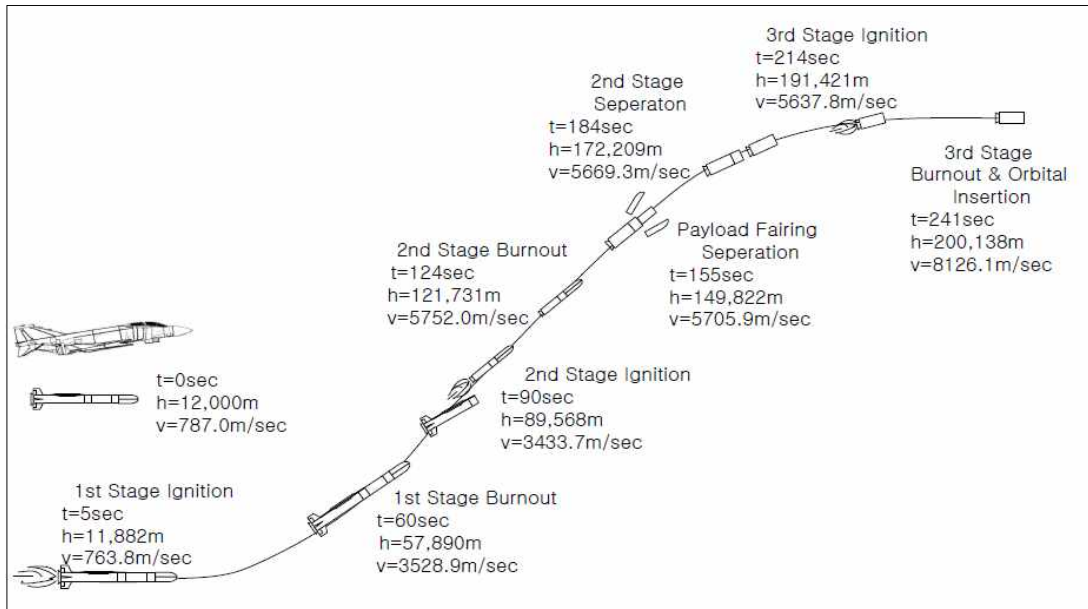 3rd Stage Ignition
t=214sec
h=191,421m
v=5637.8m/sec
2nd Stage
Seperaton
t=184sec
h=172,209m
v=5669.3m/sec
3rd Stage
Burnout & Orbital
Insertion
t=241sec
h=200,138m
v=8126.1m/sec
Payload Fairing
Seperation
t=155sec
h=149,822m
v=5705.9m/sec
2nd Stage Burnout
t=124sec
h=121,731m
v=5752.0m/sec
2nd Stage Ignition
t=90sec
h=89,568m
v=3433.7m/sec
t=0sec
h=12,000m
v=787.0m/sec
1st Stage Ignition
t=5sec
h=11,882m
v=763.8m/sec
1st Stage Burnout
t=60sec
h=57,890m
v=3528.9m/sec